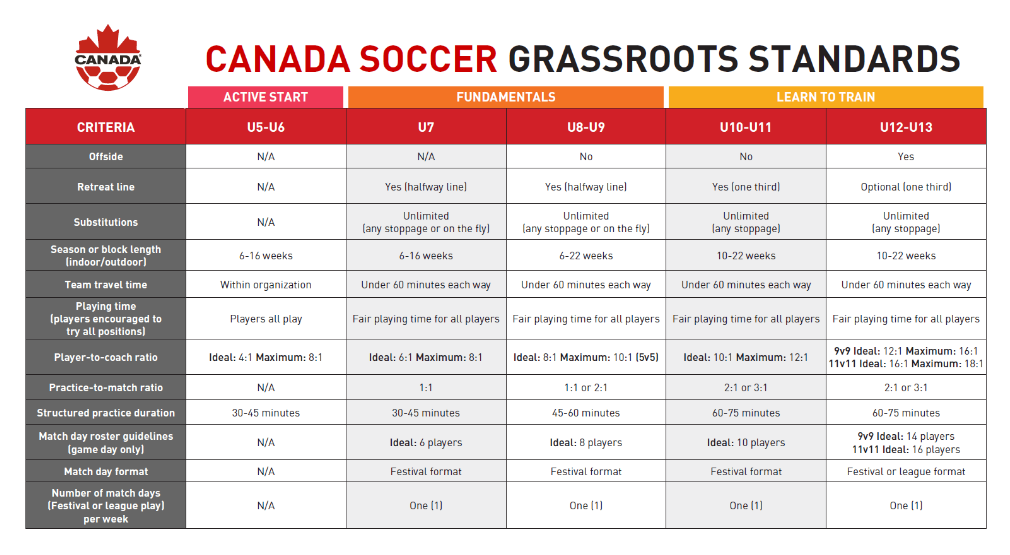 CANADA
CANADA SOCCER GRASSROOTS STANDARDS
ACTIVE START FUNDAMENTALS LEARN TO TRAIN
CRITERIA U5-U6 U7 U8-U9 U10-U11 U12-U13
Offside N/A N/A No No Yes
Retreat line N/A Yes (halfway line) Yes (halfway line) Yes (one third) Optional (one third)
Substitutions N/A Unlimited
(any stoppage or on the fly) Unlimited
(any stoppage or on the fly) Unlimited
(any stoppage) Unlimited
(any stoppage)
Season or block length
(indoor/outdoor) 6-16 weeks 6-16 weeks 6-22 weeks 10-22 weeks 10-22 weeks
Team travel time Within organization Under 60 minutes each way Under 60 minutes each way Under 60 minutes each way Under 60 minutes each way
Playing time
(players encouraged to
try all positions) Players all play Fair playing time for all players Fair playing time for all players Fair playing time for all players Fair playing time for all players
Player-to-coach ratio Ideal: 4:1 Maximum: 8:1 Ideal: 6:1 Maximum: 8:1 Ideal: 8:1 Maximum: 10:1 (5v5) Ideal: 10:1 Maximum: 12:1 9v9 Ideal: 12:1 Maximum: 16:1
11v11 Ideal: 16:1 Maximum: 18:1
Practice-to-match ratio N/A 1:1 1:1 or 2:1 2:1 or 3:1 2:1 or 3:1
Structured practice duration 30-45 minutes 30-45 minutes 45-60 minutes 60-75 minutes 60-75 minutes
Match day roster guidelines
(game day only) N/A Ideal: 6 players Ideal: 8 players Ideal: 10 players 9v9 Ideal: 14 players
11v11 Ideal: 16 players
Match day format N/A Festival format Festival format Festival format Festival or league format
Number of match days
(Festival or league play)
per week N/A One (1) One (1) One (1) One (1)